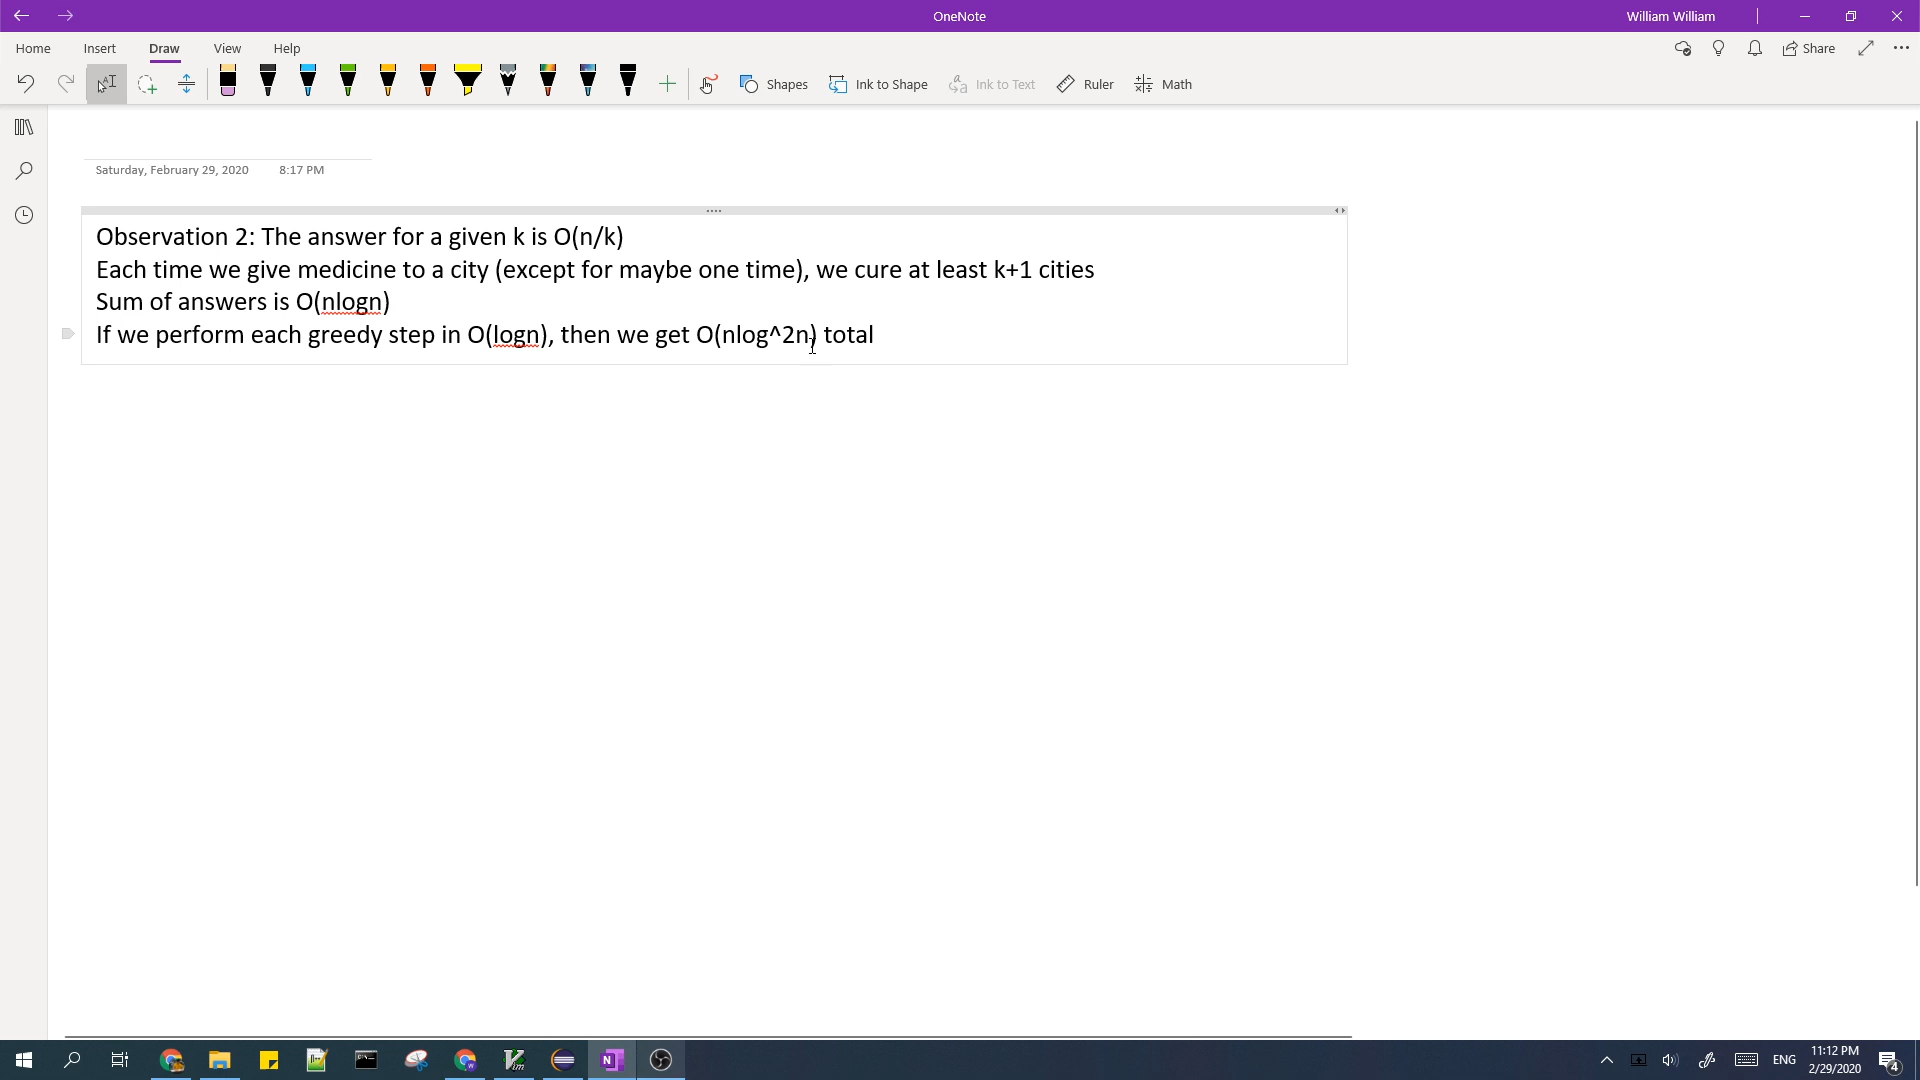 OneNote
William William
Home Insert Draw View Help
Share
Shapes Ink to Shape Ink to Text Ruler Math
Saturday, February 29, 2020 8:17 PM
Observation 2: The answer for a given k is O(n/k)
Each time we give medicine to a city (except for maybe one time), we cure at least k+1 cities
Sum of answers is O(nlogn)
If we perform each greedy step in O(logn), then we get O(nlog^2n) total
ENG
11:12 PM
2/29/2020
4